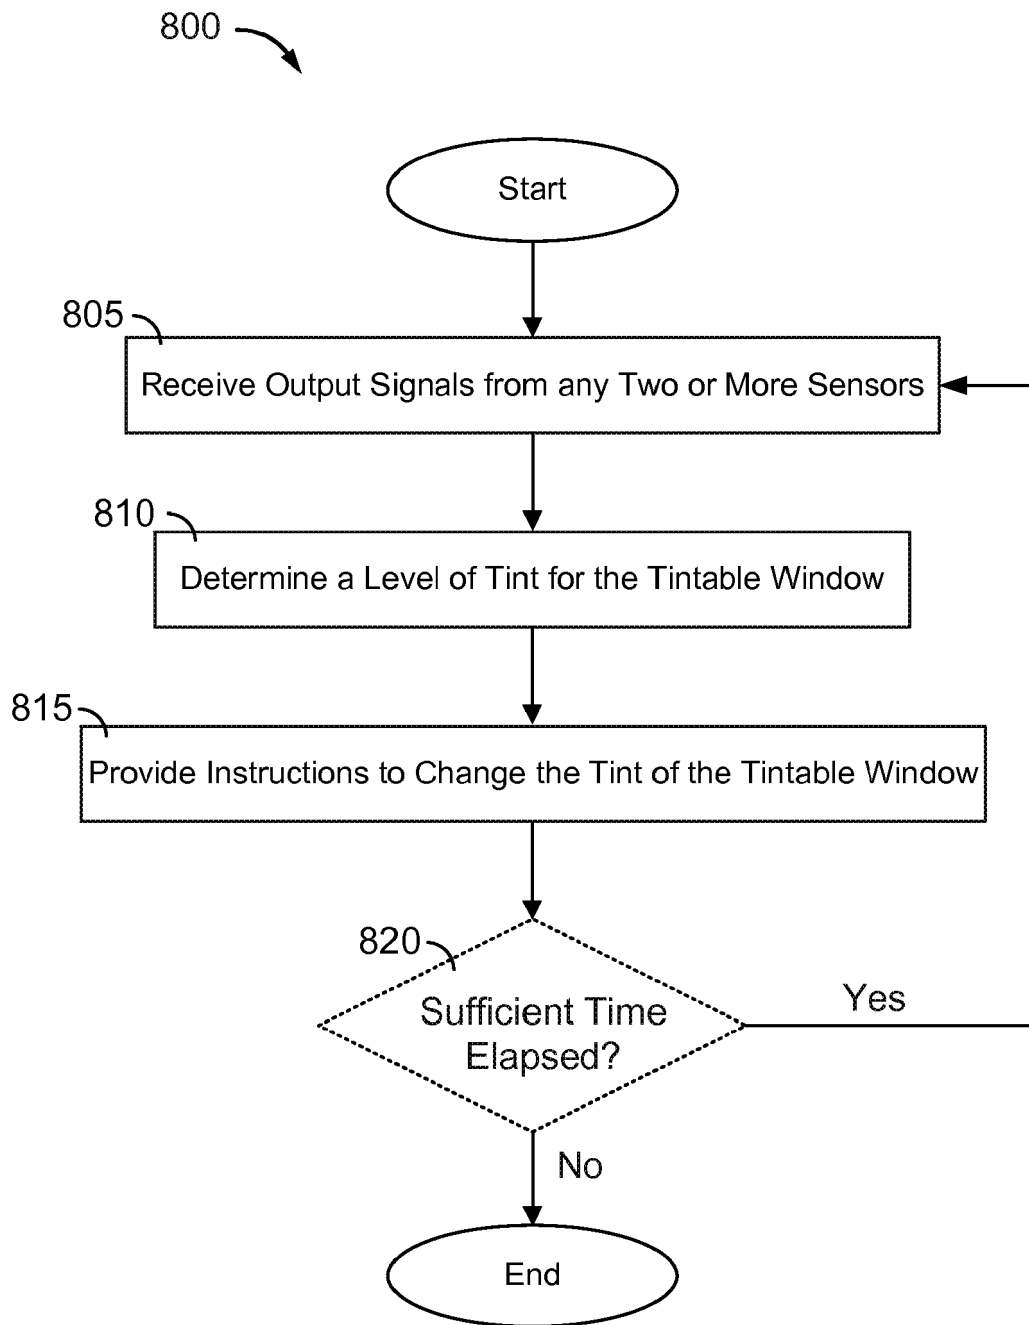 800
Start
805
Receive Output Signals from any Two or More Sensors
810
Determine a Level of Tint for the Tintable Window
815
Provide Instructions to Change the Tint of the Tintable Window
820
Sufficient Time
Elapsed?
Yes
No
End